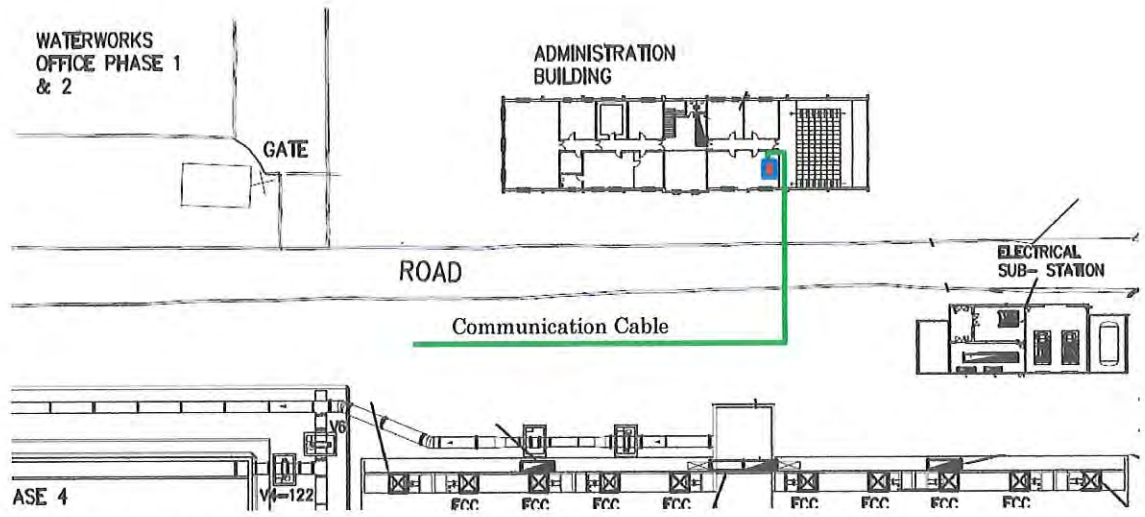 WATERWORKS
OFFICE PHASE 1
& 2
ADMINISTRATION
BUILDING
GATE
ROAD
ELECTRICAL
SUB- STATION
Communication Cable
V6
V4=122
ASE 4
FCC
FCC
FCC
FCC
FCC
FCC
FCC
FCC